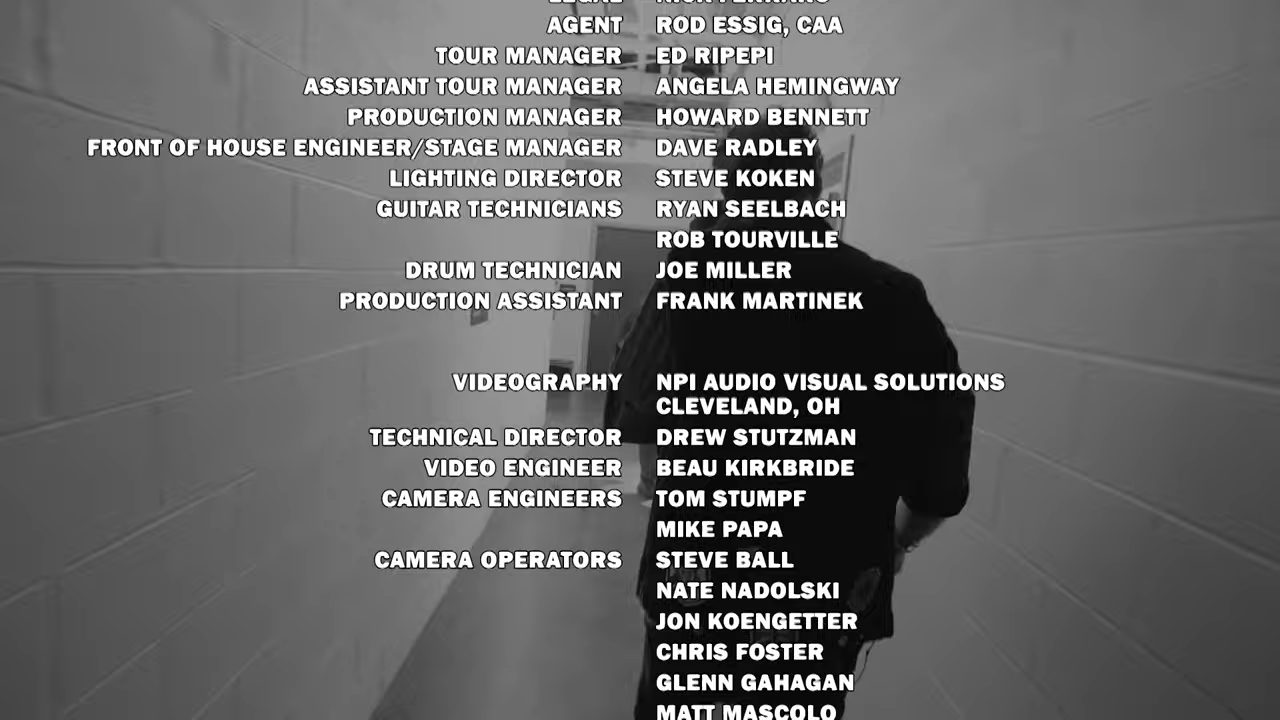 AGENT ROD ESSIG, CAA
TOUR MANAGER ED RIPEPI
ASSISTANT TOUR MANAGER ANGELA HEMINGWAY
PRODUCTION MANAGER HOWARD BENNETT
FRONT OF HOUSE ENGINEER/STAGE MANAGER DAVE RADLEY
LIGHTING DIRECTOR STEVE KOKEN
GUITAR TECHNICIANS RYAN SEELBACH
ROB TOURVILLE
DRUM TECHNICIAN JOE MILLER
PRODUCTION ASSISTANT FRANK MARTINEK
VIDEOGRAPHY NPI AUDIO VISUAL SOLUTIONS
CLEVELAND, OH
TECHNICAL DIRECTOR DREW STUTZMAN
VIDEO ENGINEER BEAU KIRKBRIDE
CAMERA ENGINEERS TOM STUMPF
MIKE PAPA
CAMERA OPERATORS STEVE BALL
NATE NADOLSKI
JON KOENGETTER
CHRIS FOSTER
GLENN GAHAGAN
MATT MASCOLO